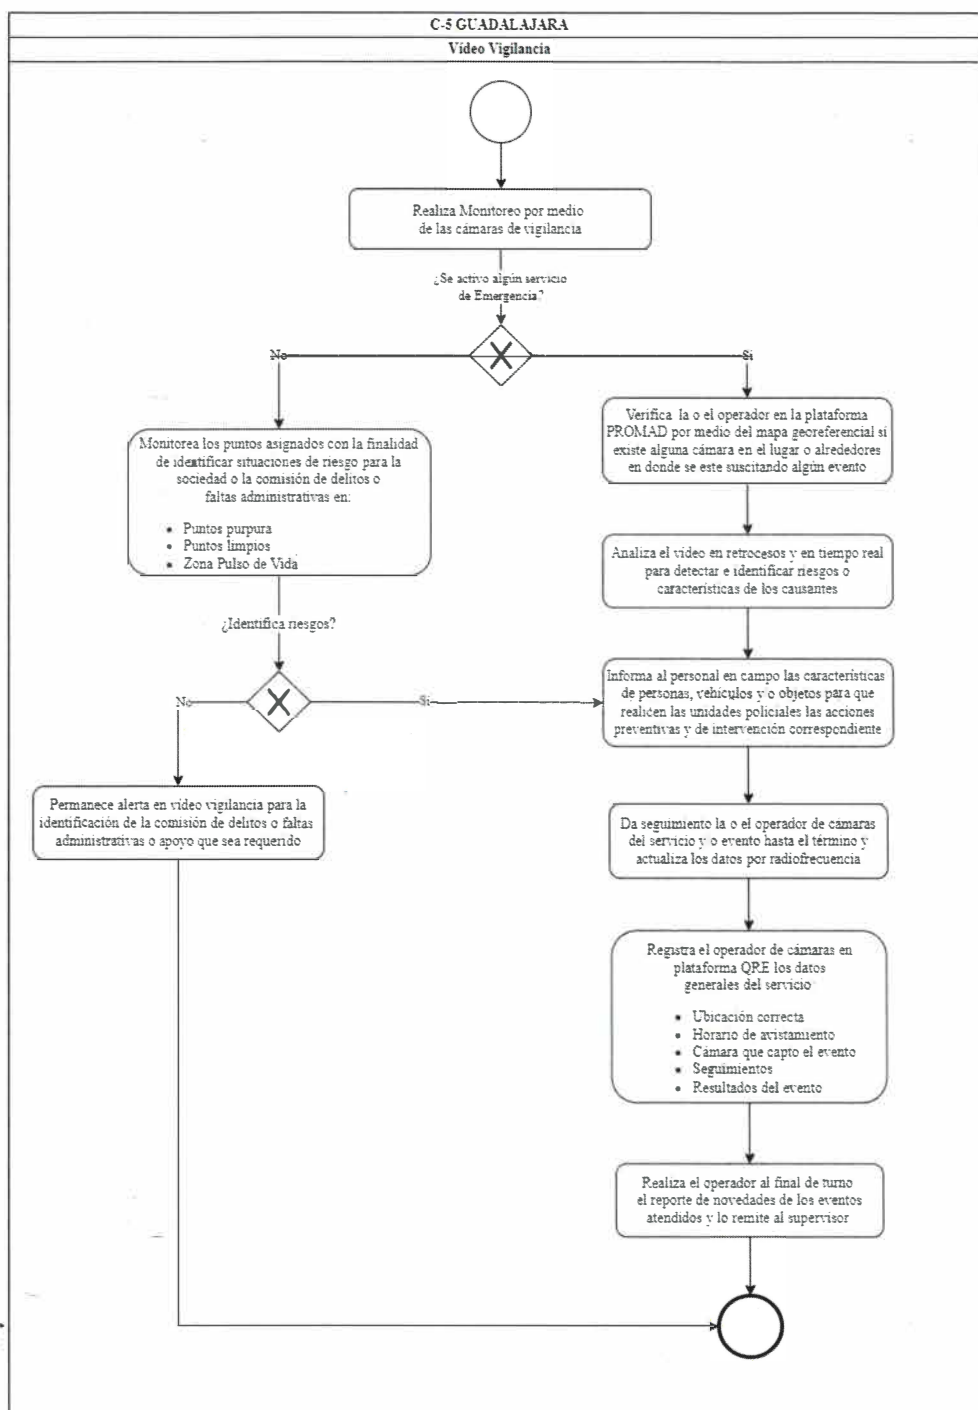 C-5 GUADALAJARA
Vídeo Vigilancia
Realiza Monitoreo por medio
de las cámaras de vigilancia
¿Se activo algún servicio
de Emergencia?
No
Si
Verifica la o el operador en la plataforma
PROMAD por medio del mapa georeferencial si
existe alguna cámara en el lugar o alrededores
en donde se este suscitando algún evento
Monitorea los puntos asignados con la finalidad
de identificar situaciones de riesgo para la
sociedad o la comisión de delitos o
faltas administrativas en:
• Puntos purpura
• Puntos limpios
• Zona Pulso de Vida
Analiza el video en retrocesos y en tiempo real
para detectar e identificar riesgos o
características de los causantes
¿Identifica riesgos?
No
Si
Informa al personal en campo las características
de personas, vehículos y o objetos para que
realicen las unidades policiales las acciones
preventivas y de intervención correspondiente
Permanece alerta en vídeo vigilancia para la
identificación de la comisión de delitos o faltas
administrativas o apoyo que sea requerido
Da seguimiento la o el operador de cámaras
del servicio y o evento hasta el término y
actualiza los datos por radiofrecuencia
Registra el operador de cámaras en
plataforma QRE los datos
generales del servicio
• Ubicación correcta
• Horario de avistamiento
• Cámara que capto el evento
• Seguimientos
• Resultados del evento
Realiza el operador al final de turno
el reporte de novedades de los eventos
atendidos y lo remite al supervisor